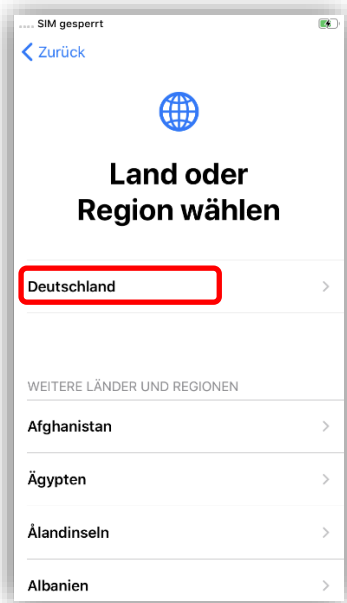 SIM gesperrt
Zurück
Land oder
Region wählen
Deutschland
WEITERE LÄNDER UND REGIONEN
Afghanistan
Ägypten
Ålandinseln
Albanien